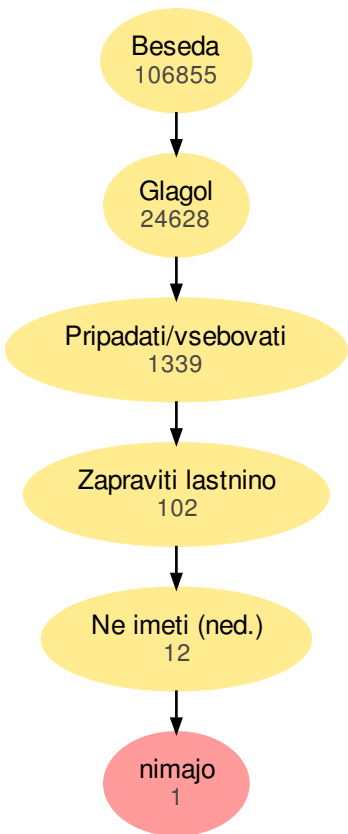 Beseda
106855
Glagol
24628
Pripadati/vsebovati
1339
Zapraviti lastnino
102
Ne imeti (ned.)
12
nimajo
1